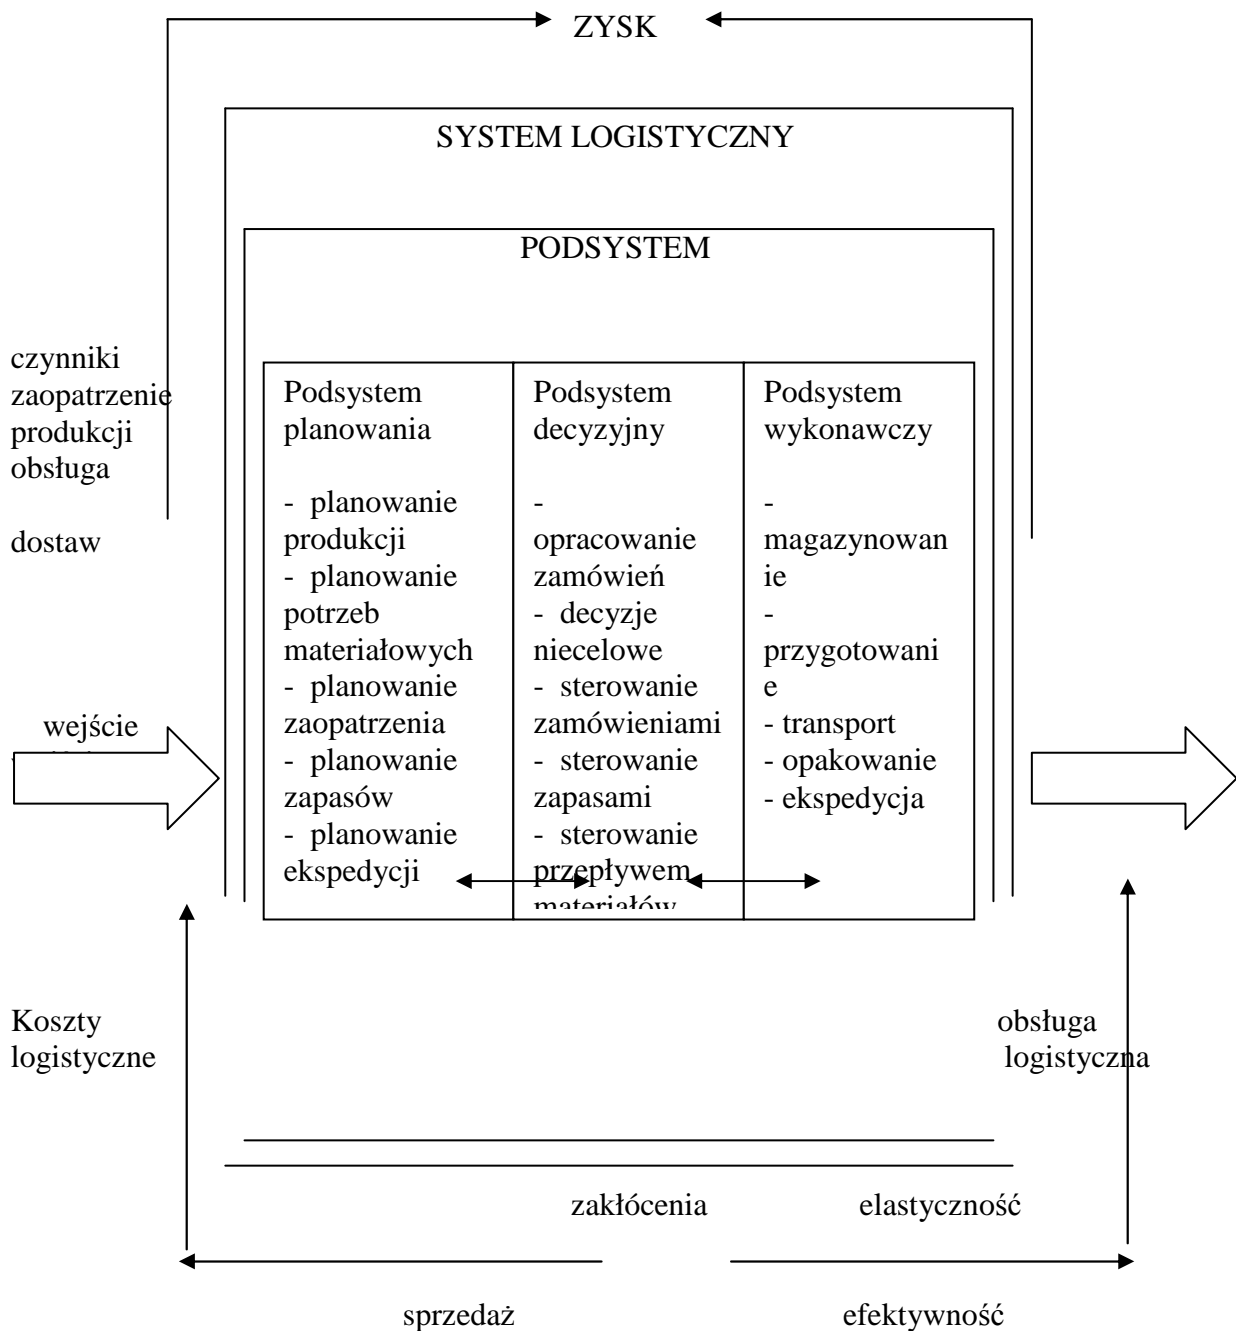 ZYSK
SYSTEM LOGISTYCZNY
PODSYSTEM
czynniki
zaopatrzenie
produkcji
obsługa
dostaw
wejście
Podsystem
planowania
- planowanie
produkcji
- planowanie
potrzeb
materiałowych
- planowanie
zaopatrzenia
- planowanie
zapasów
- planowanie
ekspedycji
Podsystem
decyzyjny
-
opracowanie
zamówień
- decyzje
niecelowe
- sterowanie
zamówieniami
- sterowanie
zapasami
- sterowanie
przepływem
materiałów
Podsystem
wykonawczy
-
magazynowan
ie
-
przygotowani
e
- transport
- opakowanie
- ekspedycja
Koszty
logistyczne
obsługa
logistyczna
zakłócenia elastyczność
sprzedaż efektywność